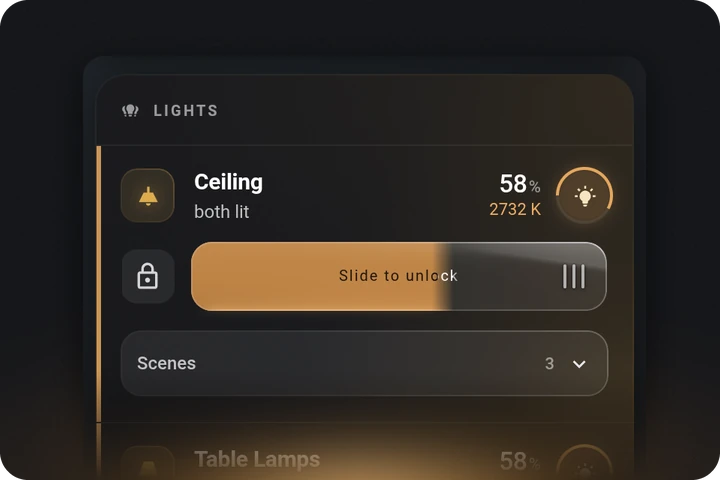 LIGHTS
Ceiling
58%
both lit
2732 K
Slide to unlock
Scenes
3
Table Lamps
58%